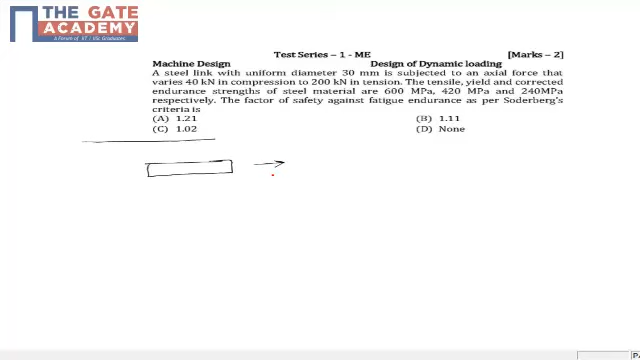 THE GATE
ACADEMY
A Forum of IIT / IISc Graduates
Test Series – 1 - ME [Marks – 2]
Machine Design Design of Dynamic loading
A steel link with uniform diameter 30 mm is subjected to an axial force that
varies 40 kN in compression to 200 kN in tension. The tensile, yield and corrected
endurance strengths of steel material are 600 MPa, 420 MPa and 240MPa
respectively. The factor of safety against fatigue endurance as per Soderberg's
criteria is
(A) 1.21 (B) 1.11
(C) 1.02 (D) None